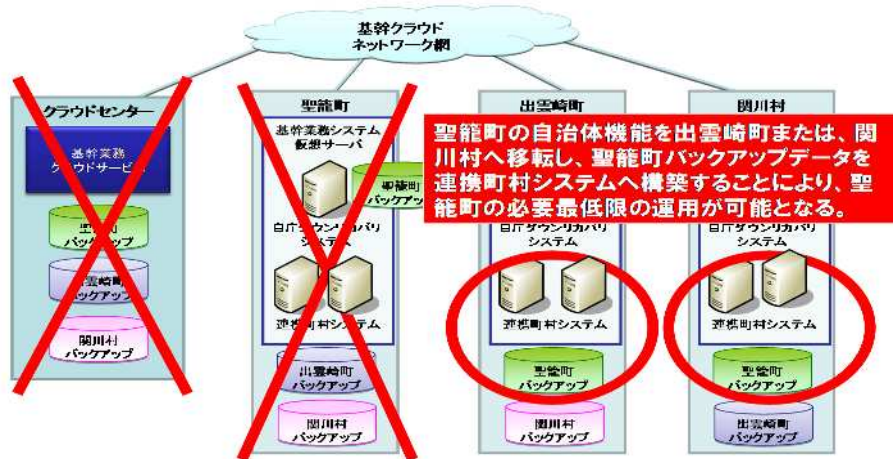 基幹クラウド
ネットワーク網
クラウドセンター
基幹業務
クラウドサービス
聖籠町
バックアップ
出雲崎町
バックアップ
関川村
バックアップ
聖籠町
基幹業務システム
仮想サーバ
聖籠町
バックアップ
自庁ダウンリカバリ
システム
連携町村システム
出雲崎町
バックアップ
関川村
バックアップ
出雲崎町
聖籠町の自治体機能を出雲崎町または、関
川村へ移転し、聖籠町バックアップデータを
連携町村システムへ構築することにより、聖
籠町の必要最低限の運用が可能となる。
自庁ダウンリカバリ
システム
連携町村システム
聖籠町
バックアップ
関川村
バックアップ
関川村
自庁ダウンリカバリ
システム
連携町村システム
聖籠町
バックアップ
出雲崎町
バックアップ